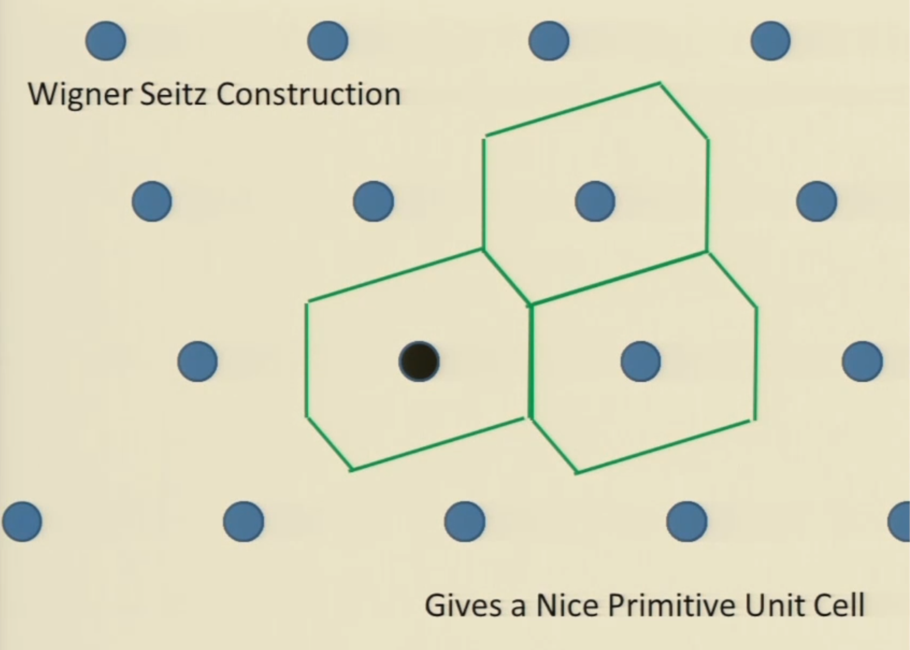 Wigner Seitz Construction
Gives a Nice Primitive Unit Cell